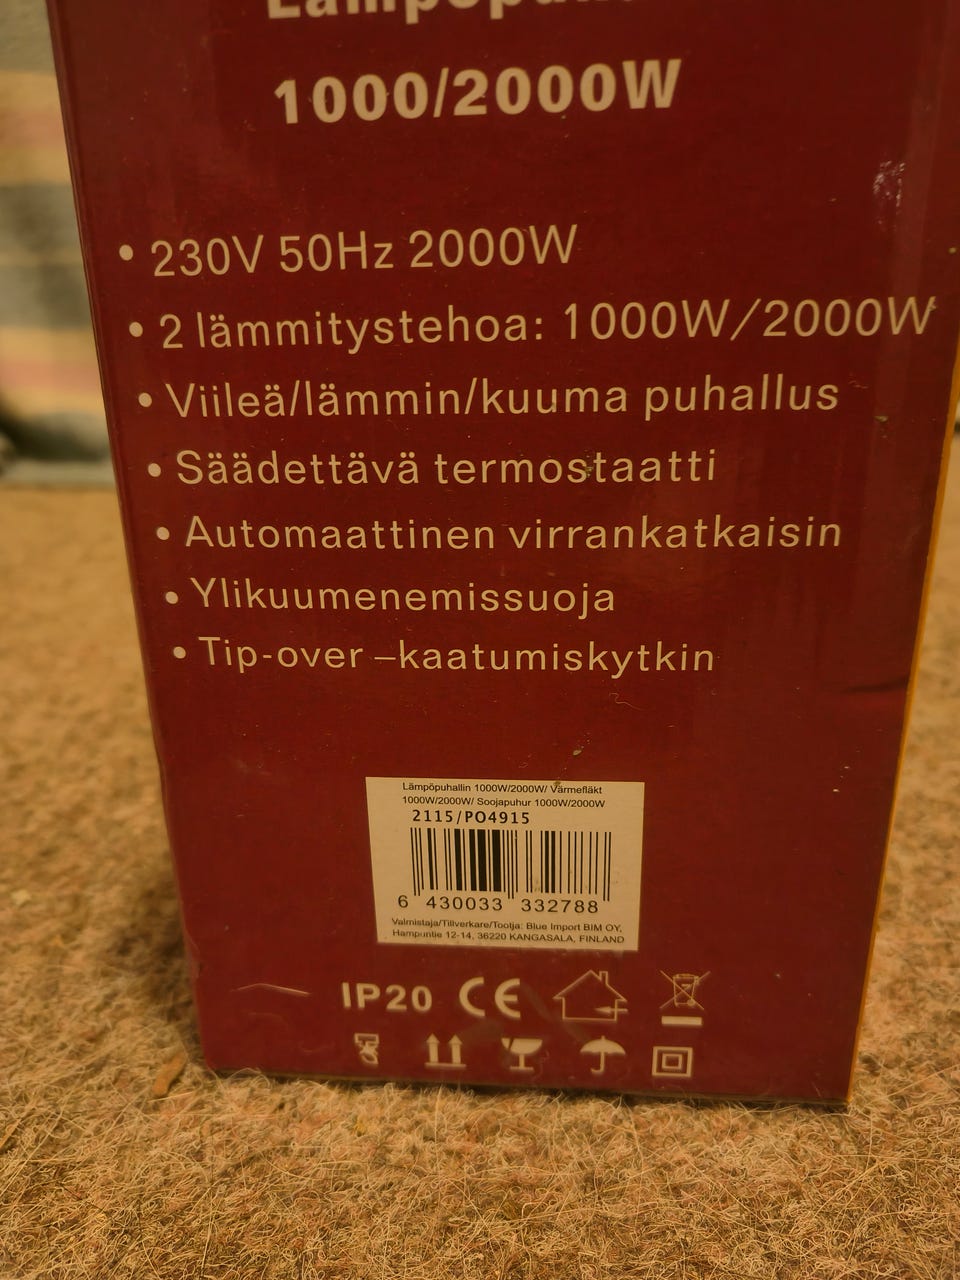 1000/2000W
• 230V 50Hz 2000W
• 2 lämmitystehoa: 1000W/2000W
• Viileä/lämmin/kuuma puhallus
• Säädettävä termostaatti
• Automaattinen virrankatkaisin
• Ylikuumenemissuoja
• Tip-over –kaatumiskytkin
Lämpöpuhallin 1000W/2000W/ Värmefläkt
1000W/2000W/ Soojapuhur 1000W/2000W
2115/PO4915
6 430033 332788
Valmistaja/Tillverkare/Tootja: Blue Import BIM OY,
Hampuntie 12-14, 36220 KANGASALA, FINLAND
IP20 CE